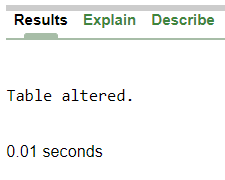 Results Explain Describe
Table altered.
0.01 seconds